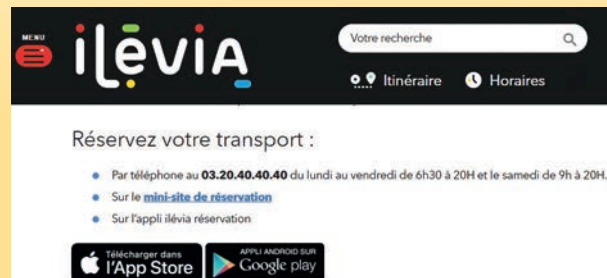 MENU
ilévia
Votre recherche
Itinéraire
Horaires
Réservez votre transport :
Par téléphone au 03.20.40.40.40 du lundi au vendredi de 6h30 à 20H et le samedi de 9h à 20H.
Sur le mini-site de réservation
Sur l'appli ilévia réservation
Télécharger dans
l'App Store
APPLI ANDROID SUR
Google play